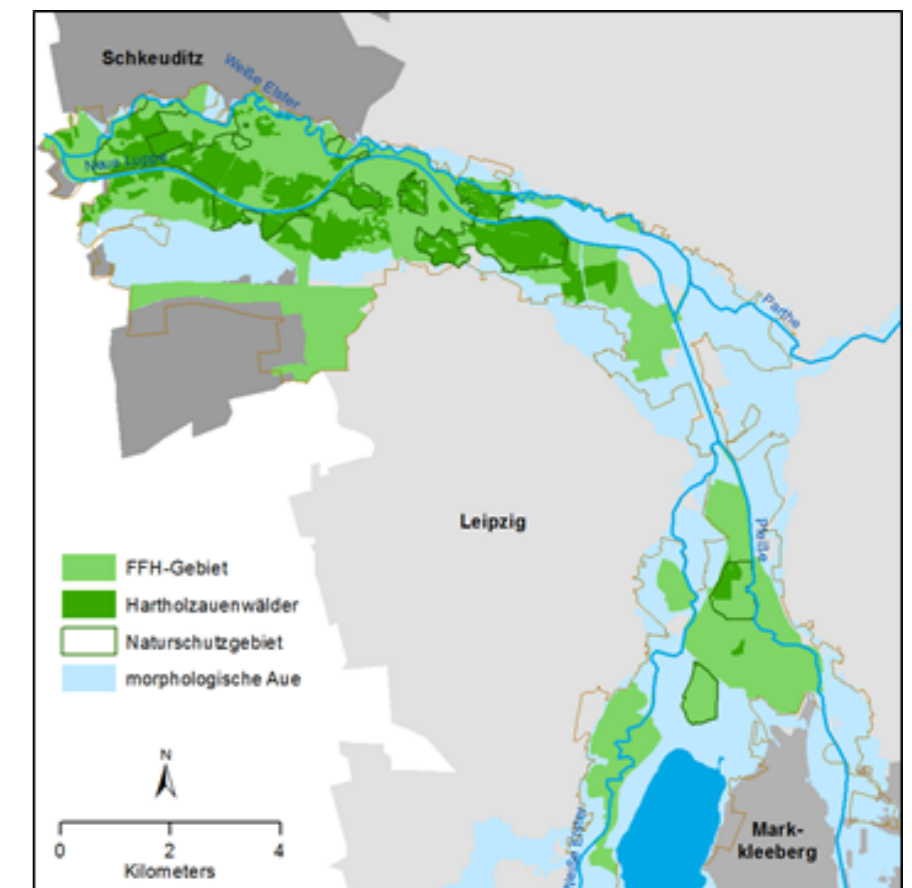 Schkeuditz
Weiße Elster
Neue Luppe
Parthe
Leipzig
Pleiße
FFH-Gebiet
Hartholzauenwälder
Naturschutzgebiet
morphologische Aue
N
0 2 4
Kilometers
Weiße Elster
Mark-
kleeberg